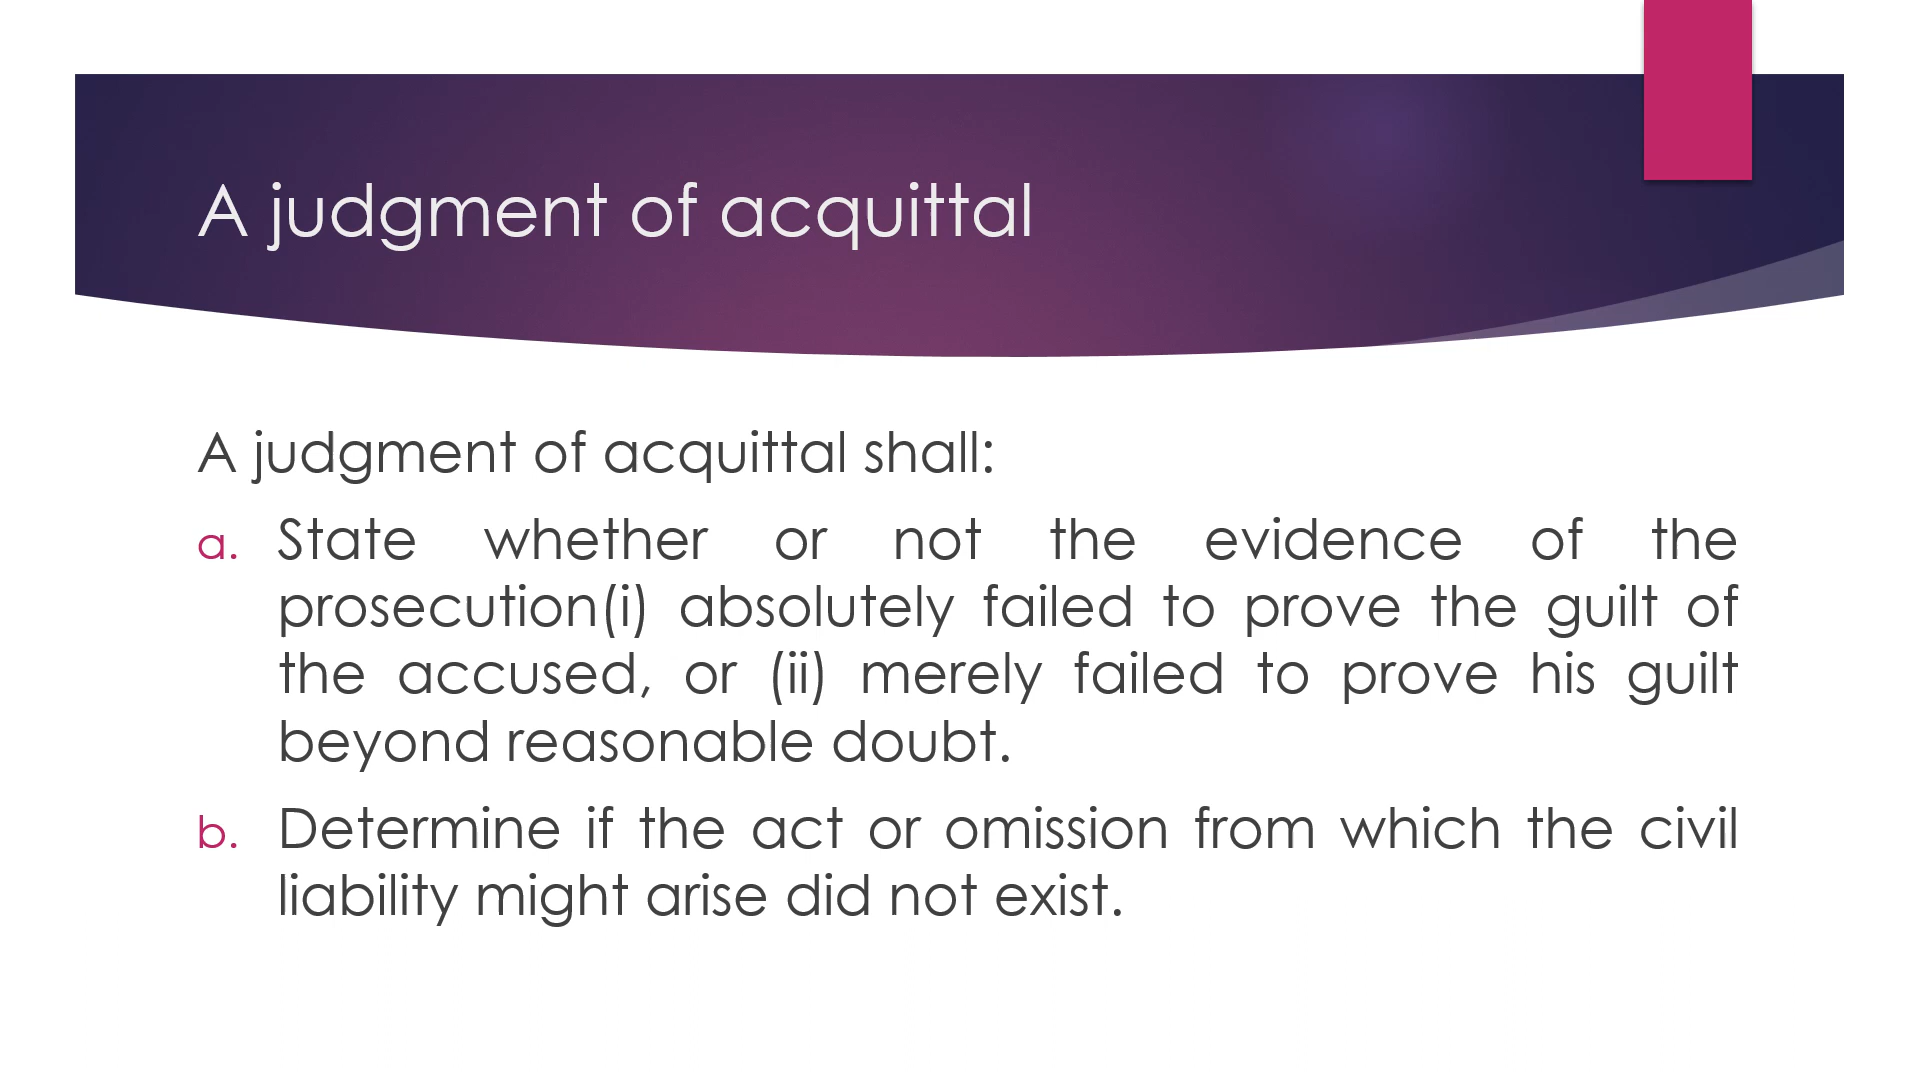 A judgment of acquittal
A judgment of acquittal shall:
a. State whether or not the evidence of the
prosecution(i) absolutely failed to prove the guilt of
the accused, or (ii) merely failed to prove his guilt
beyond reasonable doubt.
b. Determine if the act or omission from which the civil
liability might arise did not exist.